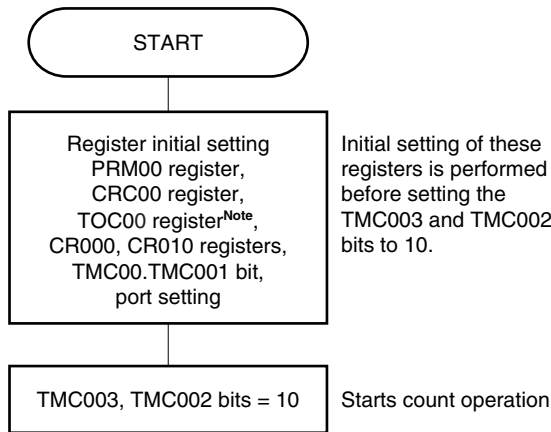 START
Register initial setting
PRM00 register,
CRC00 register,
TOC00 registerNote,
CR000, CR010 registers,
TMC00.TMC001 bit,
port setting
Initial setting of these
registers is performed
before setting the
TMC003 and TMC002
bits to 10.
TMC003, TMC002 bits = 10
Starts count operation